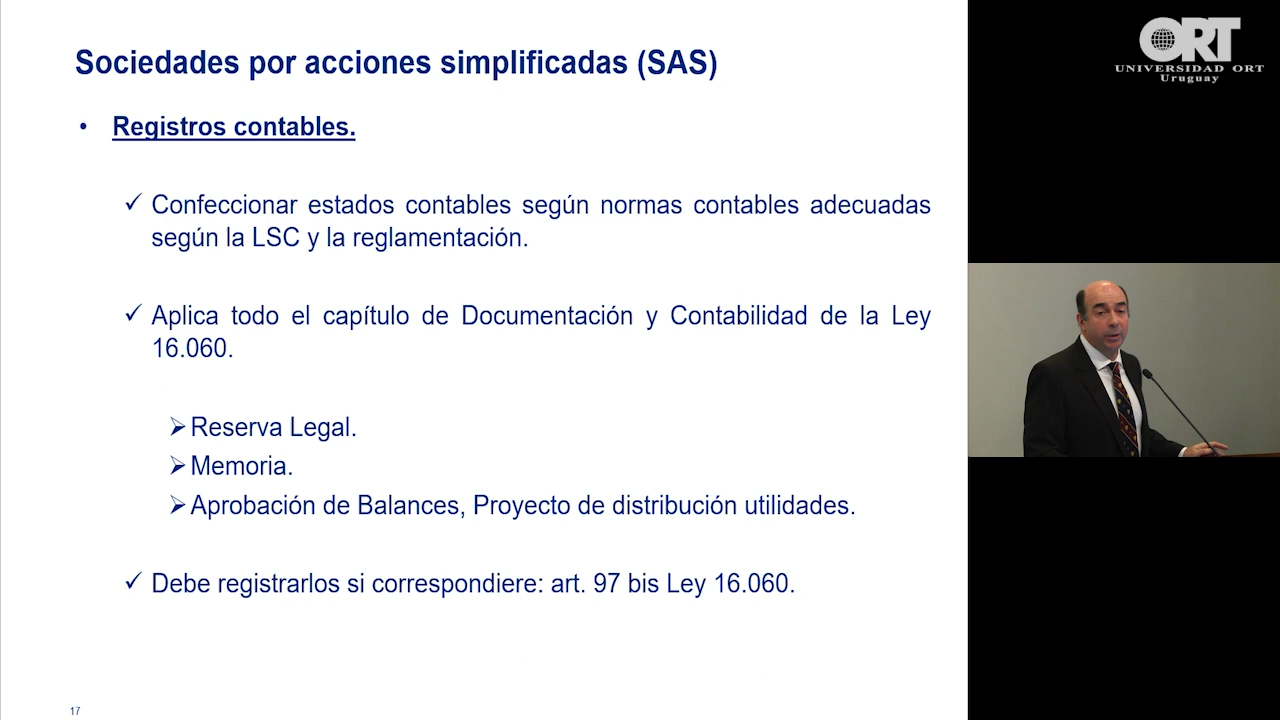 Sociedades por acciones simplificadas (SAS)
• Registros contables.
✓ Confeccionar estados contables según normas contables adecuadas
según la LSC y la reglamentación.
✓ Aplica todo el capítulo de Documentación y Contabilidad de la Ley
16.060.
➢ Reserva Legal.
➢ Memoria.
➢ Aprobación de Balances, Proyecto de distribución utilidades.
✓ Debe registrarlos si correspondiere: art. 97 bis Ley 16.060.
17
ORT
UNIVERSIDAD ORT
Uruguay